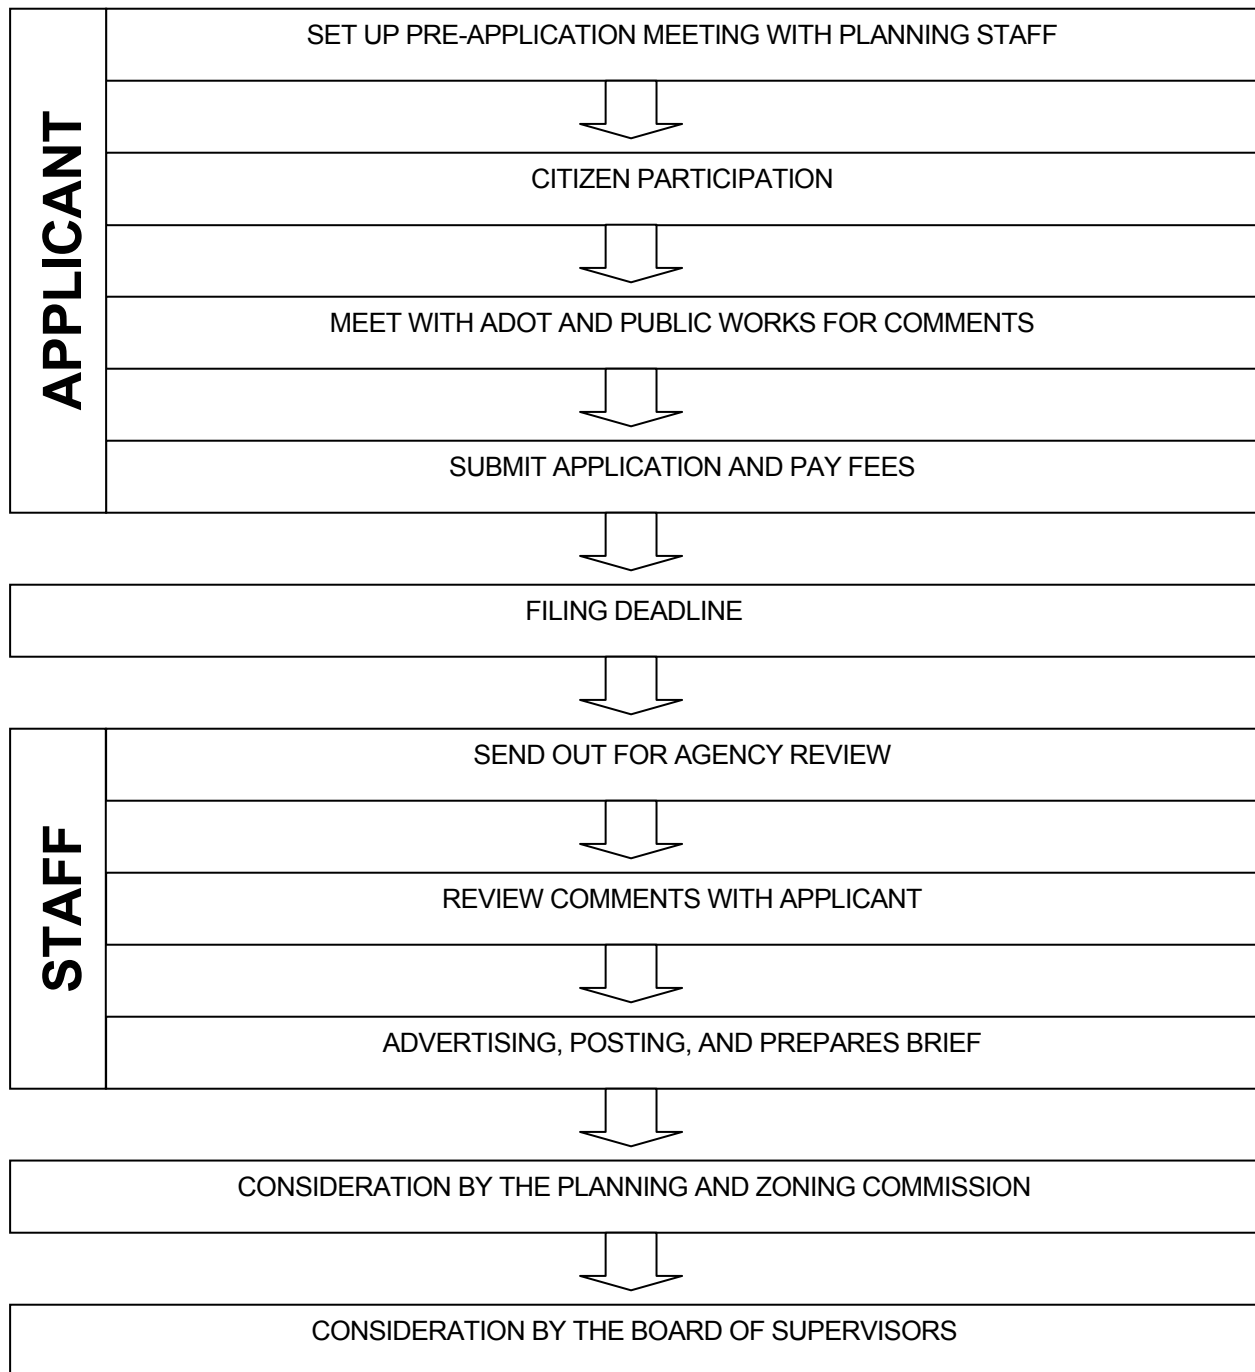 APPLICANT
SET UP PRE-APPLICATION MEETING WITH PLANNING STAFF
CITIZEN PARTICIPATION
MEET WITH ADOT AND PUBLIC WORKS FOR COMMENTS
SUBMIT APPLICATION AND PAY FEES
FILING DEADLINE
STAFF
SEND OUT FOR AGENCY REVIEW
REVIEW COMMENTS WITH APPLICANT
ADVERTISING, POSTING, AND PREPARES BRIEF
CONSIDERATION BY THE PLANNING AND ZONING COMMISSION
CONSIDERATION BY THE BOARD OF SUPERVISORS